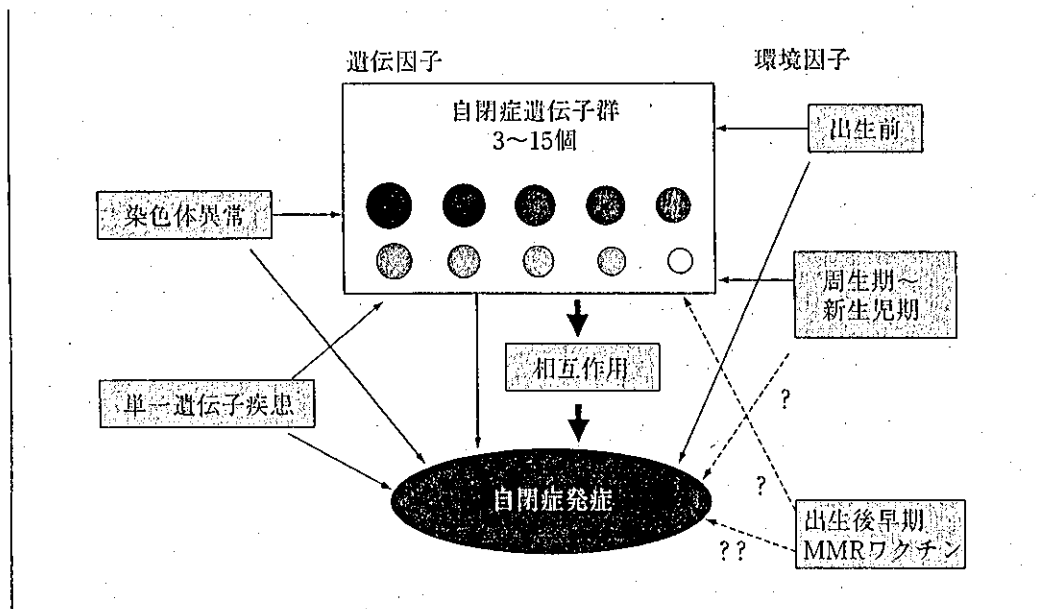 遺伝因子
環境因子
自閉症遺伝子群
3〜15個
出生前
染色体異常
周生期〜
新生児期
相互作用
単一遺伝子疾患
?
?
自閉症発症
??
出生後早期
MMRワクチン